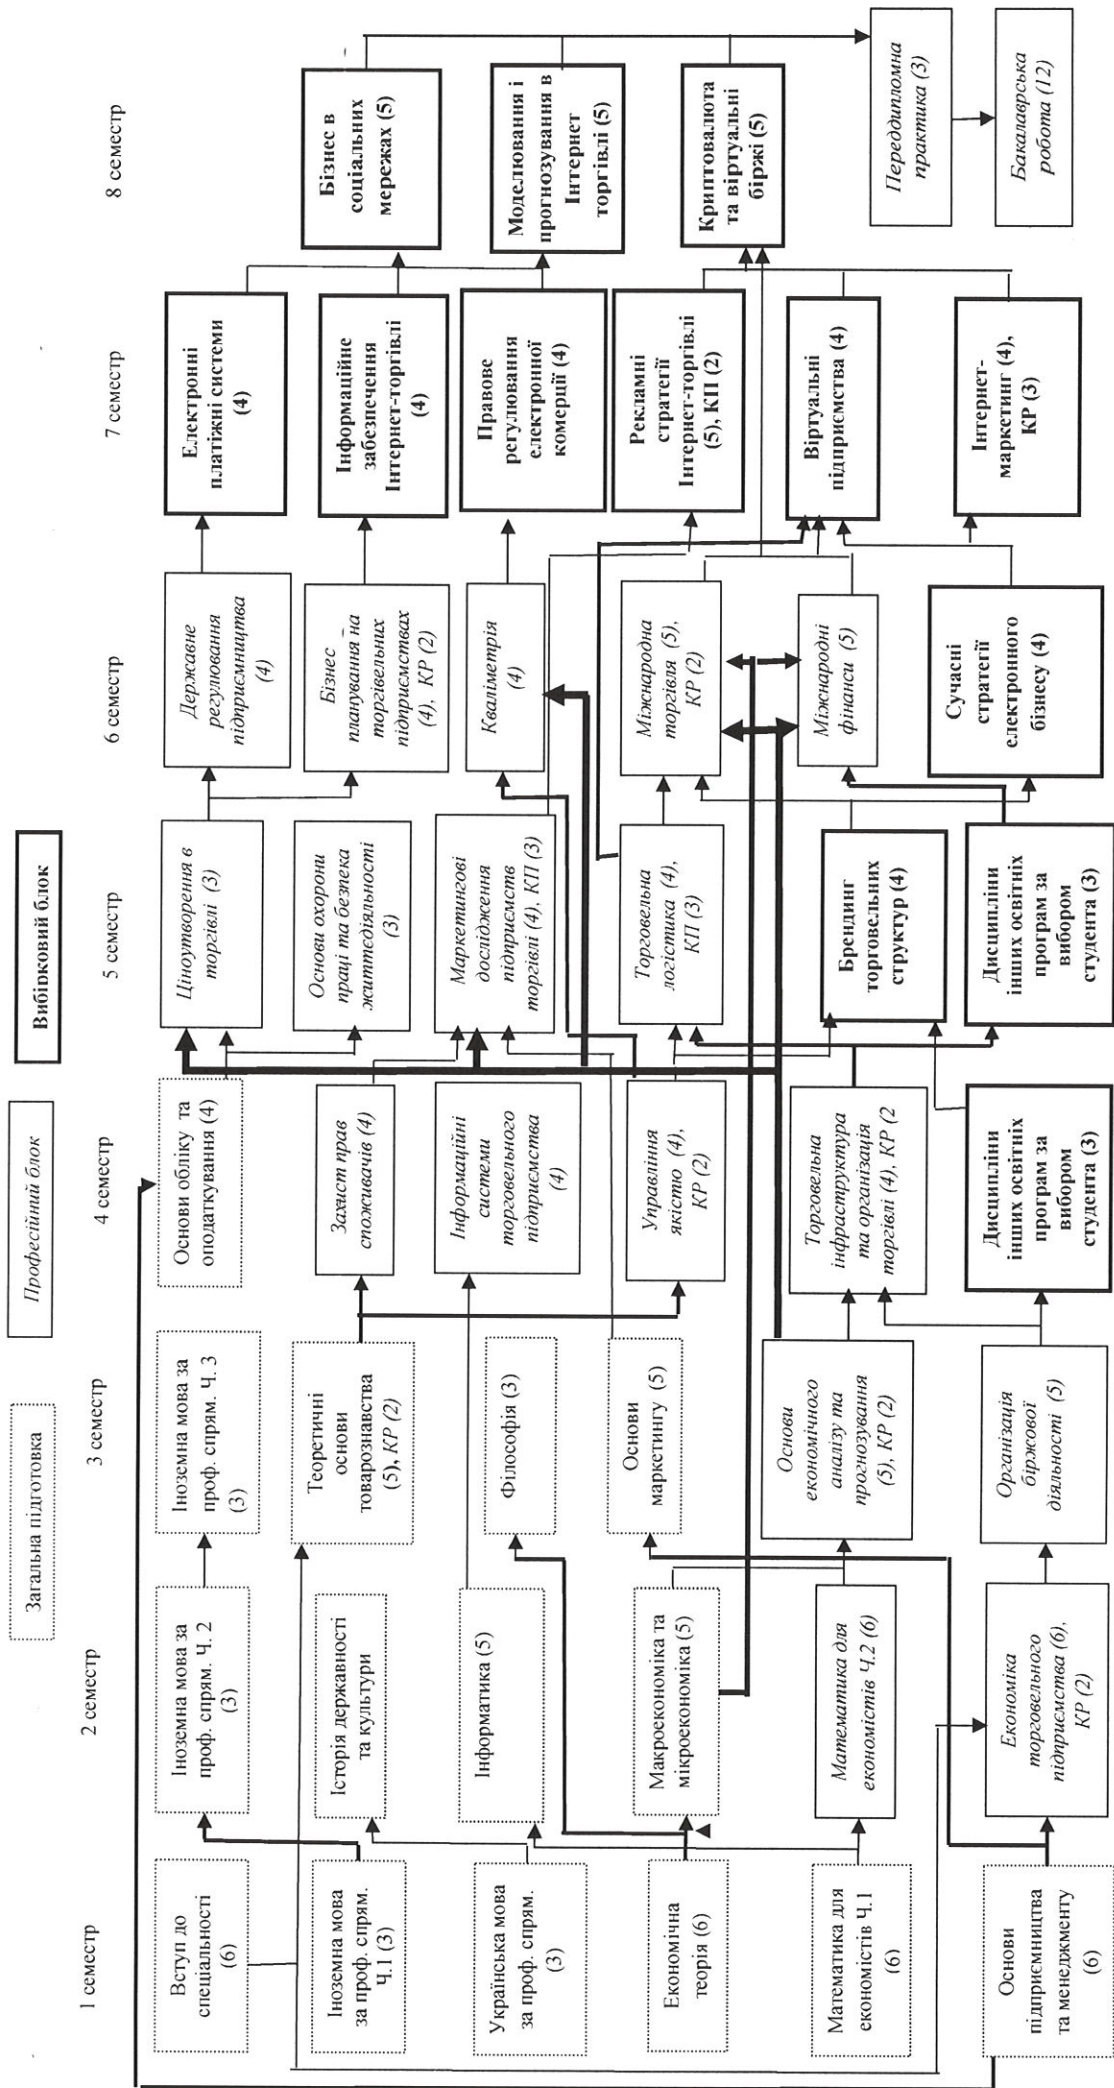 Загальна підготовка
Професійний блок
Вибірковий блок
1 семестр
2 семестр
3 семестр
4 семестр
5 семестр
6 семестр
7 семестр
8 семестр
Вступ до
спеціальності
(6)
Іноземна мова
за проф. спрям.
Ч.1 (3)
Українська мова
за проф. спрям.
(3)
Економічна
теорія (6)
Математика для
економістів Ч.1
(6)
Основи
підприємництва
та менеджменту
(6)
Іноземна мова за
проф. спрям. Ч. 2
(3)
Історія державності
та культури
Інформатика (5)
Макроекономіка та
мікроекономіка (5)
Математика для
економістів Ч.2 (6)
Економіка
торговельного
підприємства (6),
КР (2)
Іноземна мова за
проф. спрям. Ч. 3
(3)
Теоретичні
основи
товарознавства
(5), КР (2)
Філософія (3)
Основи
маркетингу (5)
Основи
економічного
аналізу та
прогнозування
(5), КР (2)
Організація
біржової
діяльності (5)
Основи обліку та
оподаткування (4)
Захист прав
споживачів (4)
Інформаційні
системи
торговельного
підприємства
(4)
Управління
якістю (4),
КР (2)
Торговельна
інфраструктура
та організація
торгівлі (4), КР (2
Дисципліни
інших освітніх
програм за
вибором
студента (3)
Ціноутворення в
торгівлі (3)
Основи охорони
праці та безпека
життєдіяльності
(3)
Маркетингові
дослідження
підприємств
торгівлі (4), КП (3)
Торговельна
логістика (4),
КП (3)
Брендинг
торговельних
структур (4)
Дисципліни
інших освітніх
програм за
вибором
студента (3)
Державне
регулювання
підприємництва
(4)
Бізнес
планування на
торгівельних
підприємствах
(4), КР (2)
Кваліметрія
(4)
Міжнародна
торгівля (5),
КР (2)
Міжнародні
фінанси (5)
Сучасні
стратегії
електронного
бізнесу (4)
Електронні
платіжні системи
(4)
Інформаційне
забезпечення
Інтернет-торгівлі
(4)
Правове
регулювання
електронної
комерції (4)
Рекламні
стратегії
Інтернет-торгівлі
(5), КП (2)
Віртуальні
підприємства (4)
Інтернет-
маркетинг (4),
КР (3)
Бізнес в
соціальних
мережах (5)
Моделювання і
прогнозування в
Інтернет
торгівлі (5)
Криптовалюта
та віртуальні
біржі (5)
Переддипломна
практика (3)
Бакалаврська
робота (12)